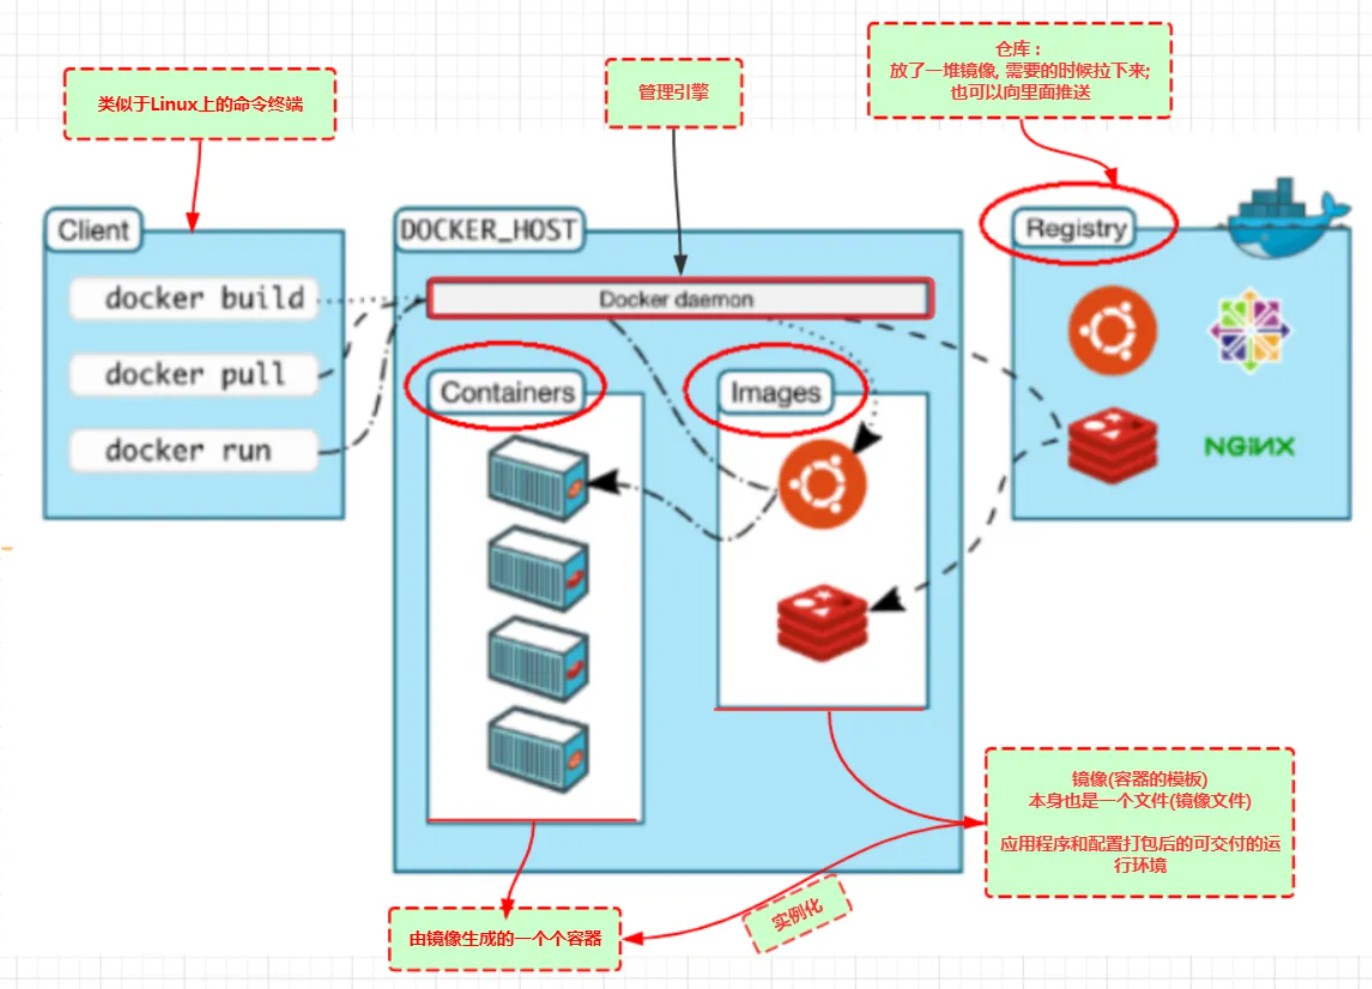 仓库：
放了一堆镜像, 需要的时候拉下来;
也可以向里面推送
管理引擎
类似于Linux上的命令终端
Client
DOCKER_HOST
Registry
docker build
Docker daemon
docker pull
Containers
Images
docker run
NGiNX
镜像(容器的模板)
本身也是一个文件(镜像文件)
应用程序和配置打包后的可交付的运
行环境
实例化
由镜像生成的一个个容器